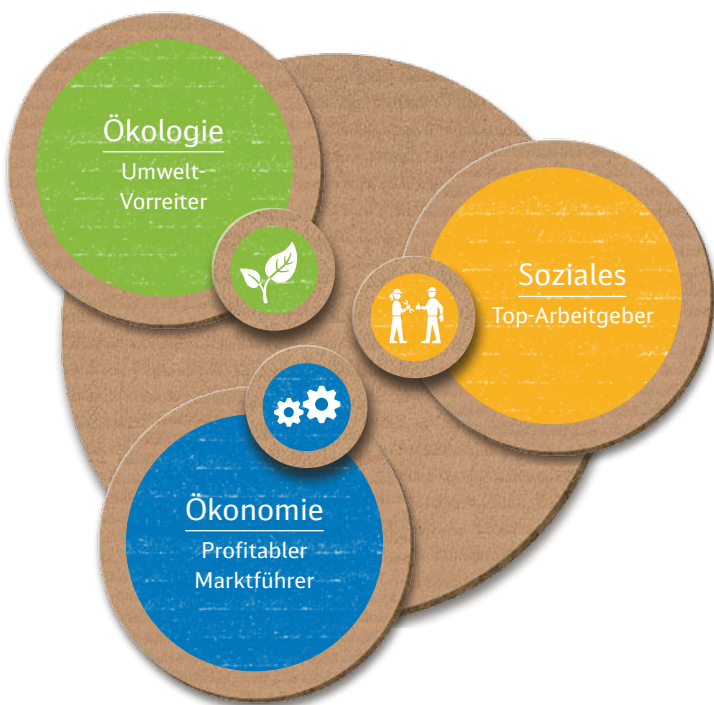 Ökologie
Umwelt-
Vorreiter
Soziales
Top-Arbeitgeber
Ökonomie
Profitabler
Marktführer